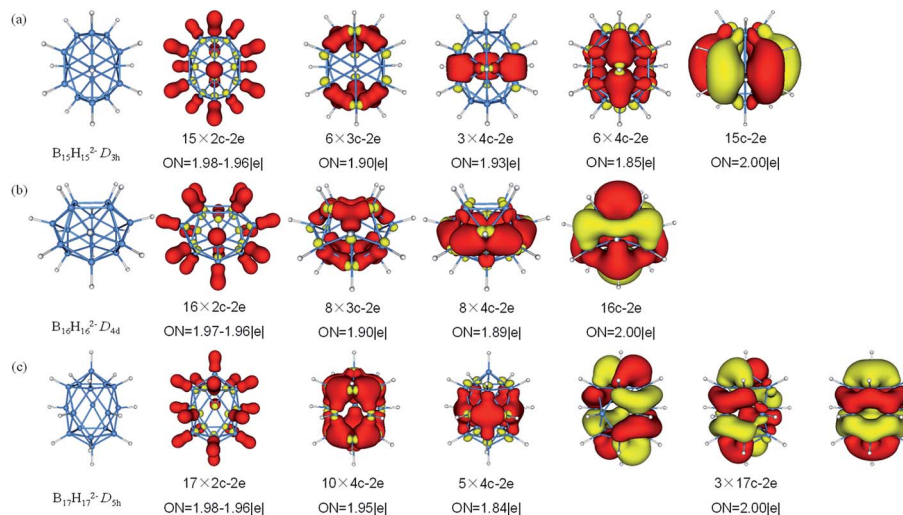 (a)
B₁₅H₁₅²⁻ D₃ₕ
15×2c-2e
ON=1.98-1.96|e|
6×3c-2e
ON=1.90|e|
3×4c-2e
ON=1.93|e|
6×4c-2e
ON=1.85|e|
15c-2e
ON=2.00|e|
(b)
B₁₆H₁₆²⁻ D₄d
16×2c-2e
ON=1.97-1.96|e|
8×3c-2e
ON=1.90|e|
8×4c-2e
ON=1.89|e|
16c-2e
ON=2.00|e|
(c)
B₁₇H₁₇²⁻ D₅ₕ
17×2c-2e
ON=1.98-1.96|e|
10×4c-2e
ON=1.95|e|
5×4c-2e
ON=1.84|e|
3×17c-2e
ON=2.00|e|